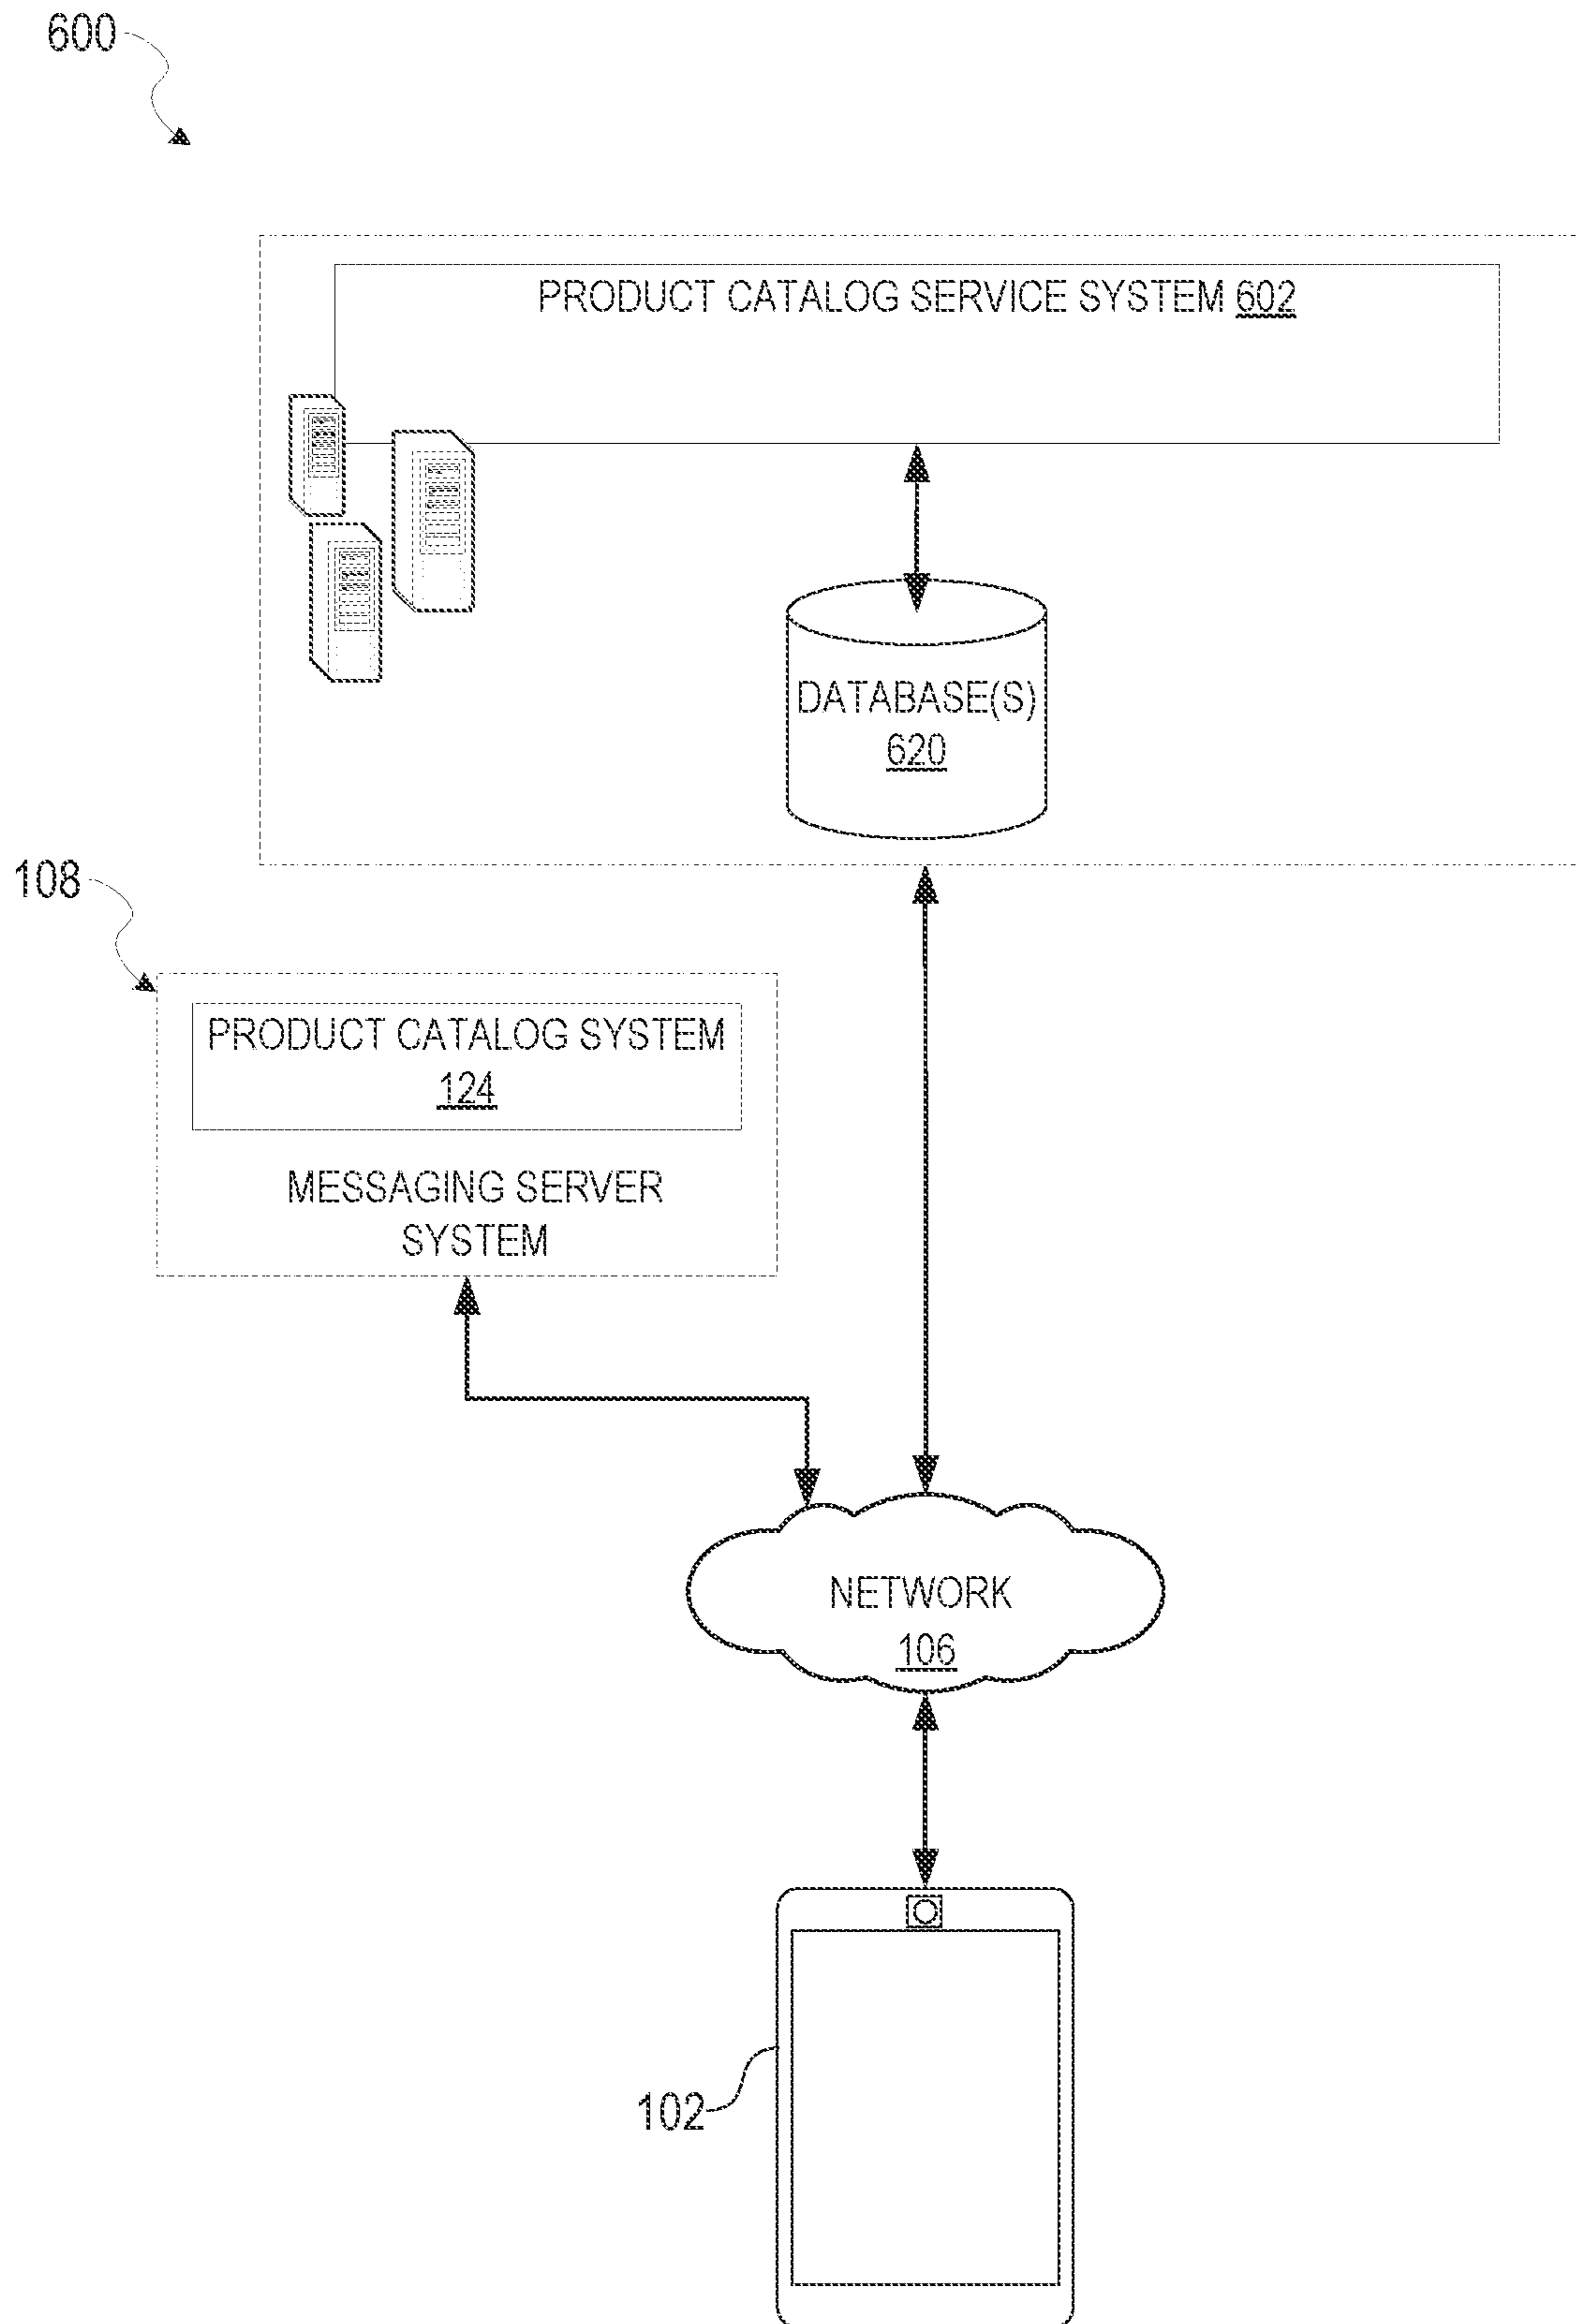 600
PRODUCT CATALOG SERVICE SYSTEM 602
DATABASE(S)
620
108
PRODUCT CATALOG SYSTEM
124
MESSAGING SERVER
SYSTEM
NETWORK
106
102